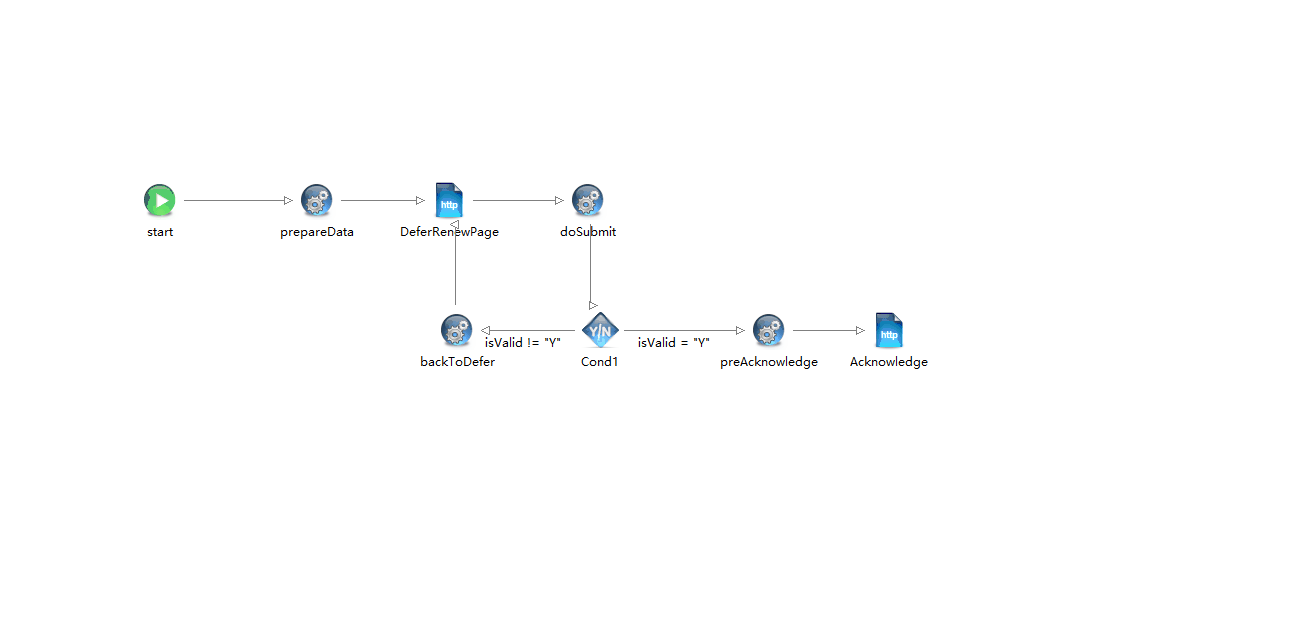 http
start
prepareData
DeferRenewPage
doSubmit
Y/N
http
isValid != "Y"
isValid = "Y"
backToDefer
Cond1
preAcknowledge
Acknowledge